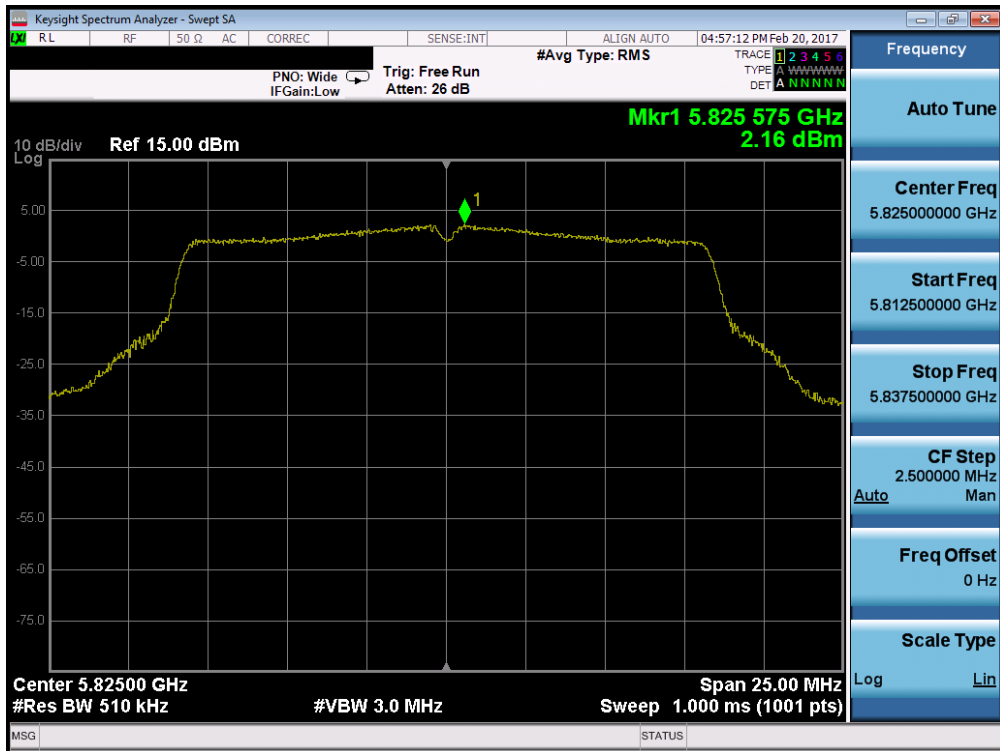 Keysight Spectrum Analyzer - Swept SA
LXI RL RF 50 Ω AC CORREC SENSE:INT ALIGN AUTO 04:57:12 PM Feb 20, 2017
#Avg Type: RMS TRACE 1 2 3 4 5 6
PNO: Wide Trig: Free Run TYPE A WWWWW
IFGain:Low Atten: 26 dB DET A N N N N N
Mkr1 5.825 575 GHz
2.16 dBm
10 dB/div Ref 15.00 dBm
Log
1
5.00
-5.00
-15.0
-25.0
-35.0
-45.0
-55.0
-65.0
-75.0
Center 5.82500 GHz Span 25.00 MHz
#Res BW 510 kHz #VBW 3.0 MHz Sweep 1.000 ms (1001 pts)
MSG STATUS
Frequency
Auto Tune
Center Freq
5.825000000 GHz
Start Freq
5.812500000 GHz
Stop Freq
5.837500000 GHz
CF Step
2.500000 MHz
Auto Man
Freq Offset
0 Hz
Scale Type
Log Lin